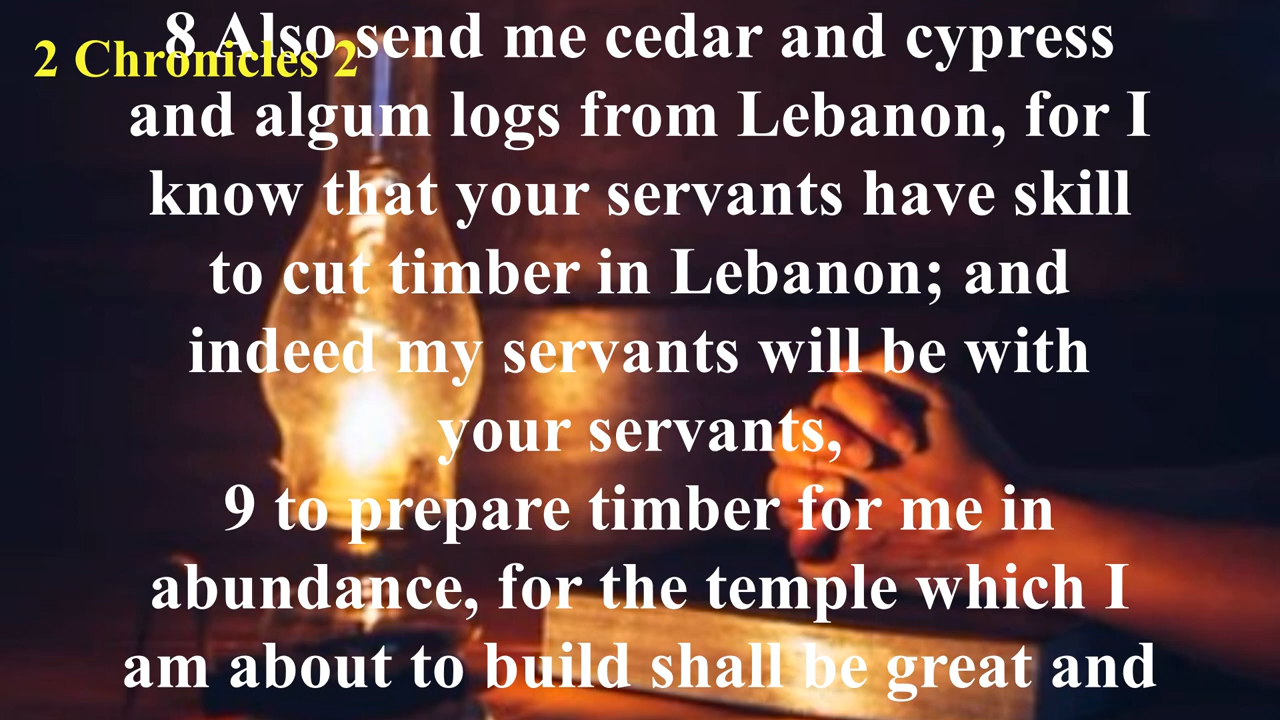 2 Chronicles 2
8 Also send me cedar and cypress
and algum logs from Lebanon, for I
know that your servants have skill
to cut timber in Lebanon; and
indeed my servants will be with
your servants,
9 to prepare timber for me in
abundance, for the temple which I
am about to build shall be great and